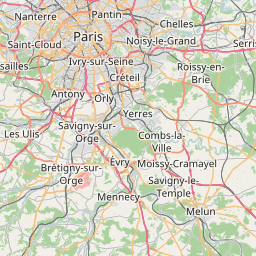 Nanterre
Pantin
Chelles
Paris
Saint-Cloud
Noisy-le-Grand
Serris
Ivry-sur-Seine
Roissy-en-
Brie
Versailles
Créteil
Antony
Orly
Yerres
Les Ulis
Savigny-sur-
Orge
Combs-la-
Ville
Évry
Moissy-Cramayel
Brétigny-sur-
Orge
Savigny-le-
Temple
Mennecy
Melun